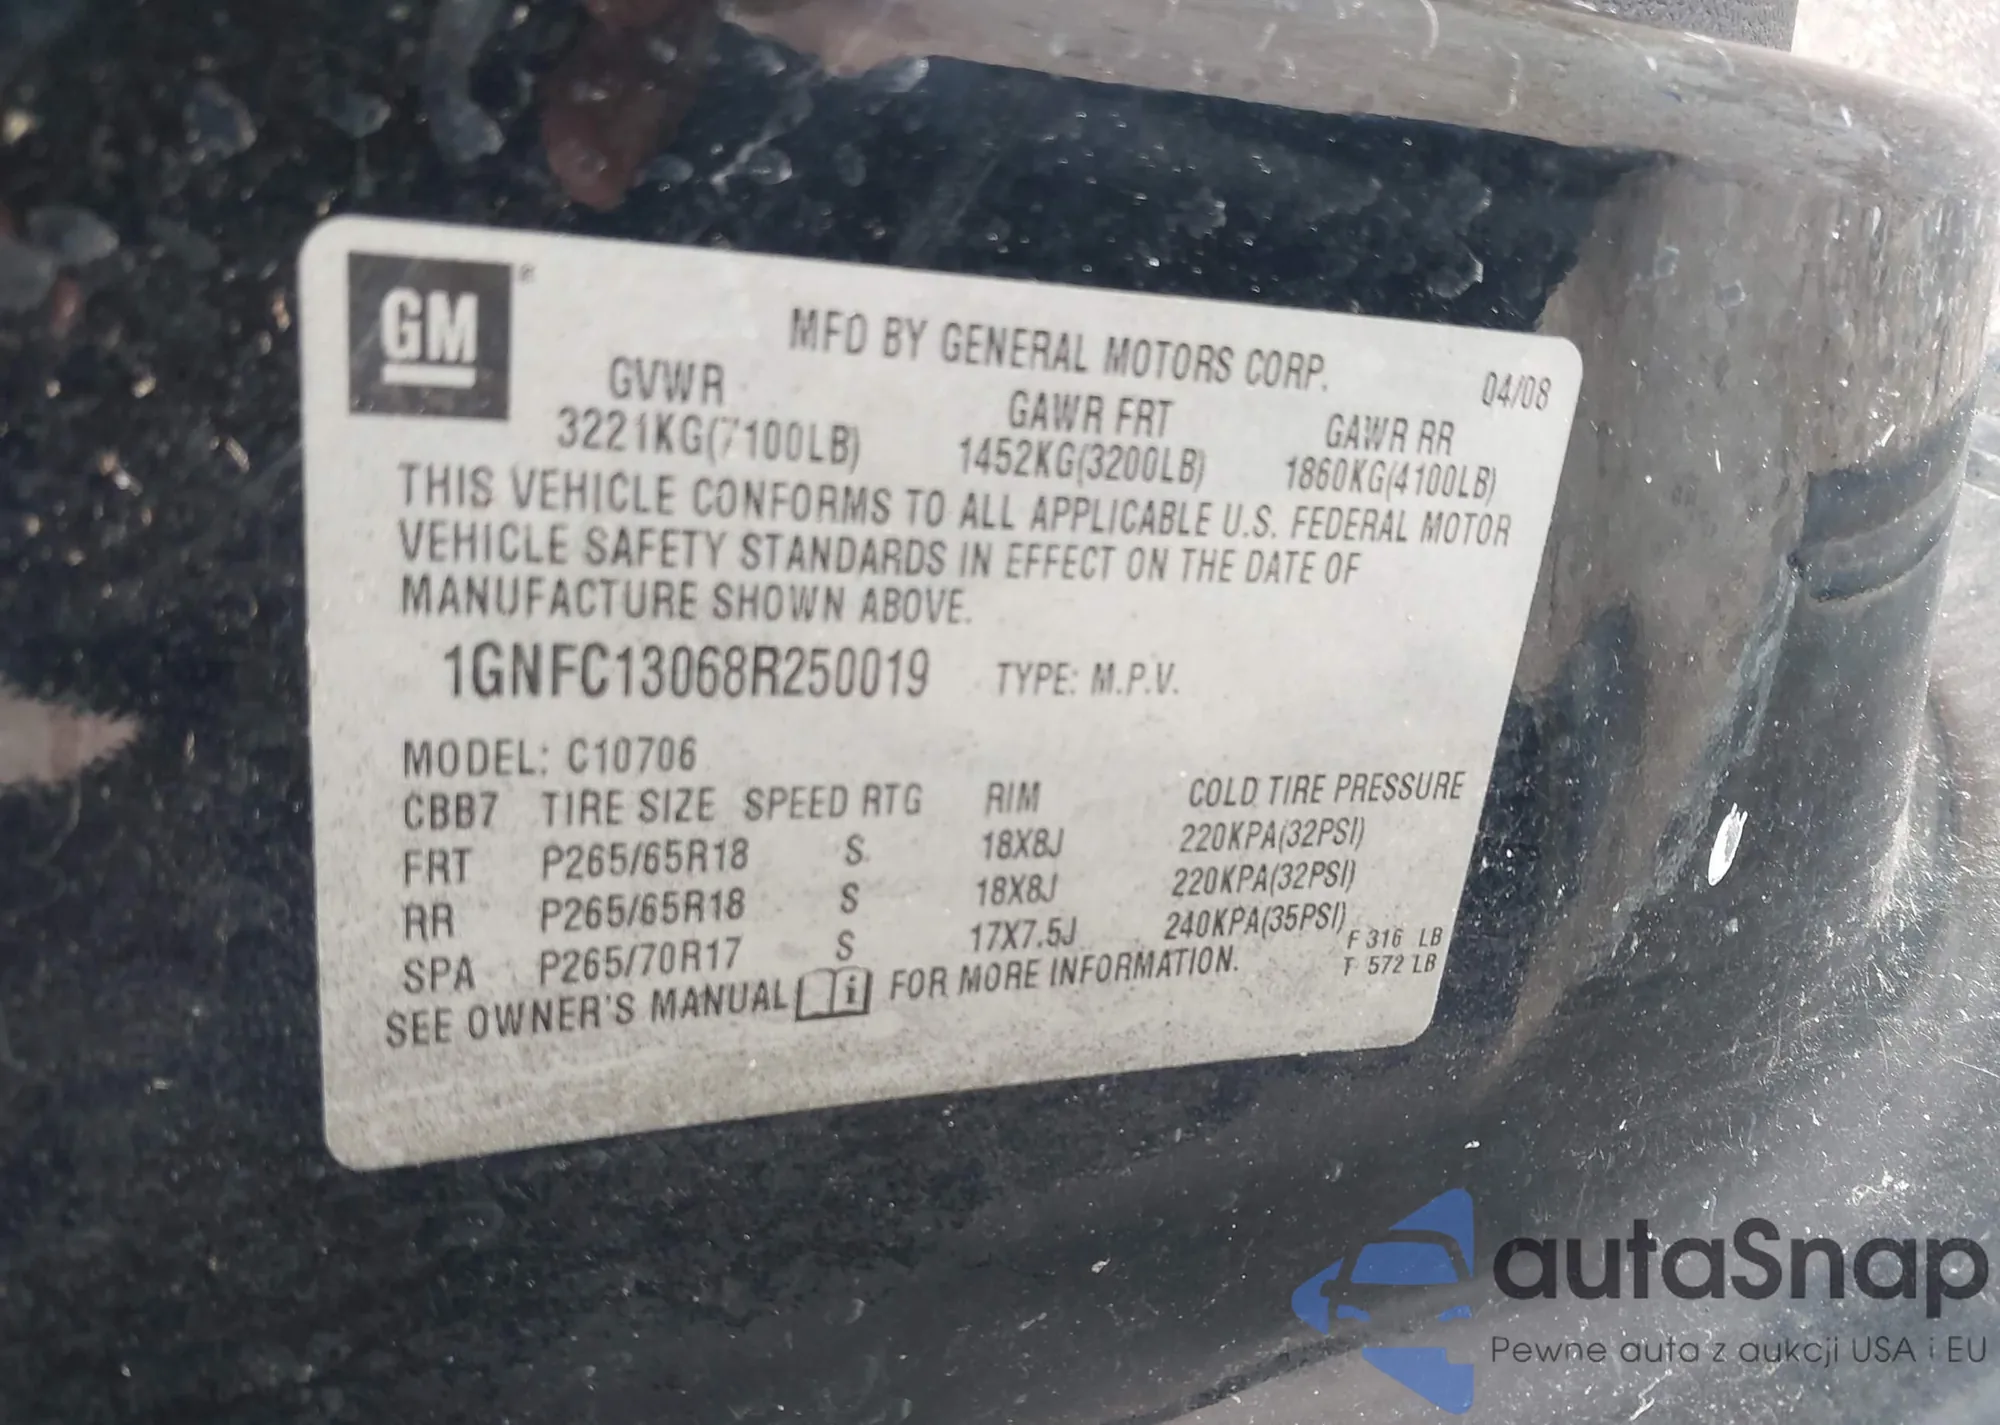 GM®
MFD BY GENERAL MOTORS CORP.
04/08
GVWR GAWR FRT GAWR RR
3221KG(7100LB) 1452KG(3200LB) 1860KG(4100LB)
THIS VEHICLE CONFORMS TO ALL APPLICABLE U.S. FEDERAL MOTOR
VEHICLE SAFETY STANDARDS IN EFFECT ON THE DATE OF
MANUFACTURE SHOWN ABOVE.
1GNFC13068R250019 TYPE: M.P.V.
MODEL: C10706
CBB7 TIRE SIZE SPEED RTG RIM COLD TIRE PRESSURE
FRT P265/65R18 S 18X8J 220KPA(32PSI)
RR P265/65R18 S 18X8J 220KPA(32PSI)
SPA P265/70R17 S 17X7.5J 240KPA(35PSI)
F 316 LB
T 572 LB
SEE OWNER'S MANUAL i FOR MORE INFORMATION.
autaSnap
Pewne auta z aukcji USA i EU